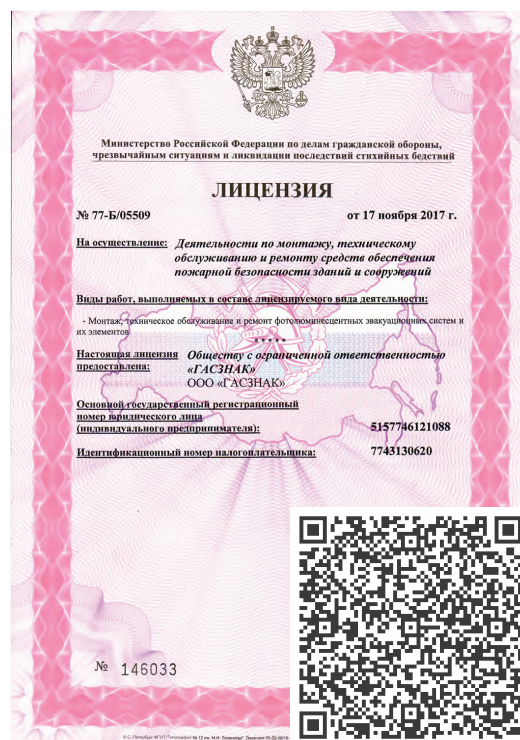 Министерство Российской Федерации по делам гражданской обороны,
чрезвычайным ситуациям и ликвидации последствий стихийных бедствий
ЛИЦЕНЗИЯ
№ 77-Б/05509 от 17 ноября 2017 г.
На осуществление: Деятельности по монтажу, техническому
обслуживанию и ремонту средств обеспечения
пожарной безопасности зданий и сооружений
Виды работ, выполняемых в составе лицензируемого вида деятельности:
- Монтаж, техническое обслуживание и ремонт фотолюминесцентных эвакуационных систем и
их элементов
*****
Настоящая лицензия Обществу с ограниченной ответственностью
предоставлена: «ГАСЗНАК»
ООО «ГАСЗНАК»
Основной государственный регистрационный
номер юридического лица
(индивидуального предпринимателя): 5157746121088
Идентификационный номер налогоплательщика: 7743130620
№ 146033